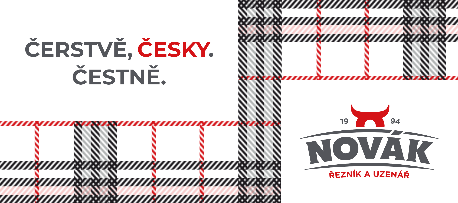 ČERSTVĚ, ČESKY.
ČESTNĚ.
19 94
NOVÁK
ŘEZNÍK A UZENÁŘ